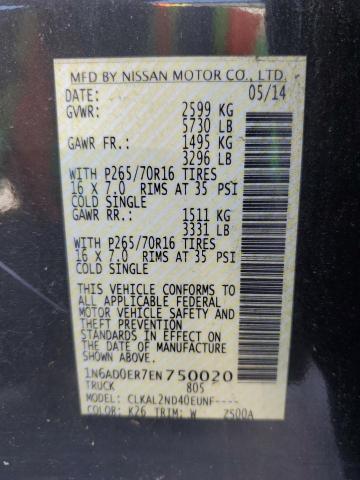 MFD BY NISSAN MOTOR CO., LTD.
DATE: 05/14
GVWR: 2599 KG
5730 LB
GAWR FR.: 1495 KG
3296 LB
WITH P265/70R16 TIRES
16 X 7.0 RIMS AT 35 PSI
COLD SINGLE
GAWR RR.: 1511 KG
3331 LB
WITH P265/70R16 TIRES
16 X 7.0 RIMS AT 35 PSI
COLD SINGLE
THIS VEHICLE CONFORMS TO
ALL APPLICABLE FEDERAL
MOTOR VEHICLE SAFETY AND
THEFT PREVENTION
STANDARDS IN EFFECT ON
THE DATE OF MANUFACTURE
SHOWN ABOVE.
1N6AD0ER7EN750020
TRUCK 805
MODEL: CLKAL2ND40EUNF----
COLOR: K26 TRIM: W 2500A